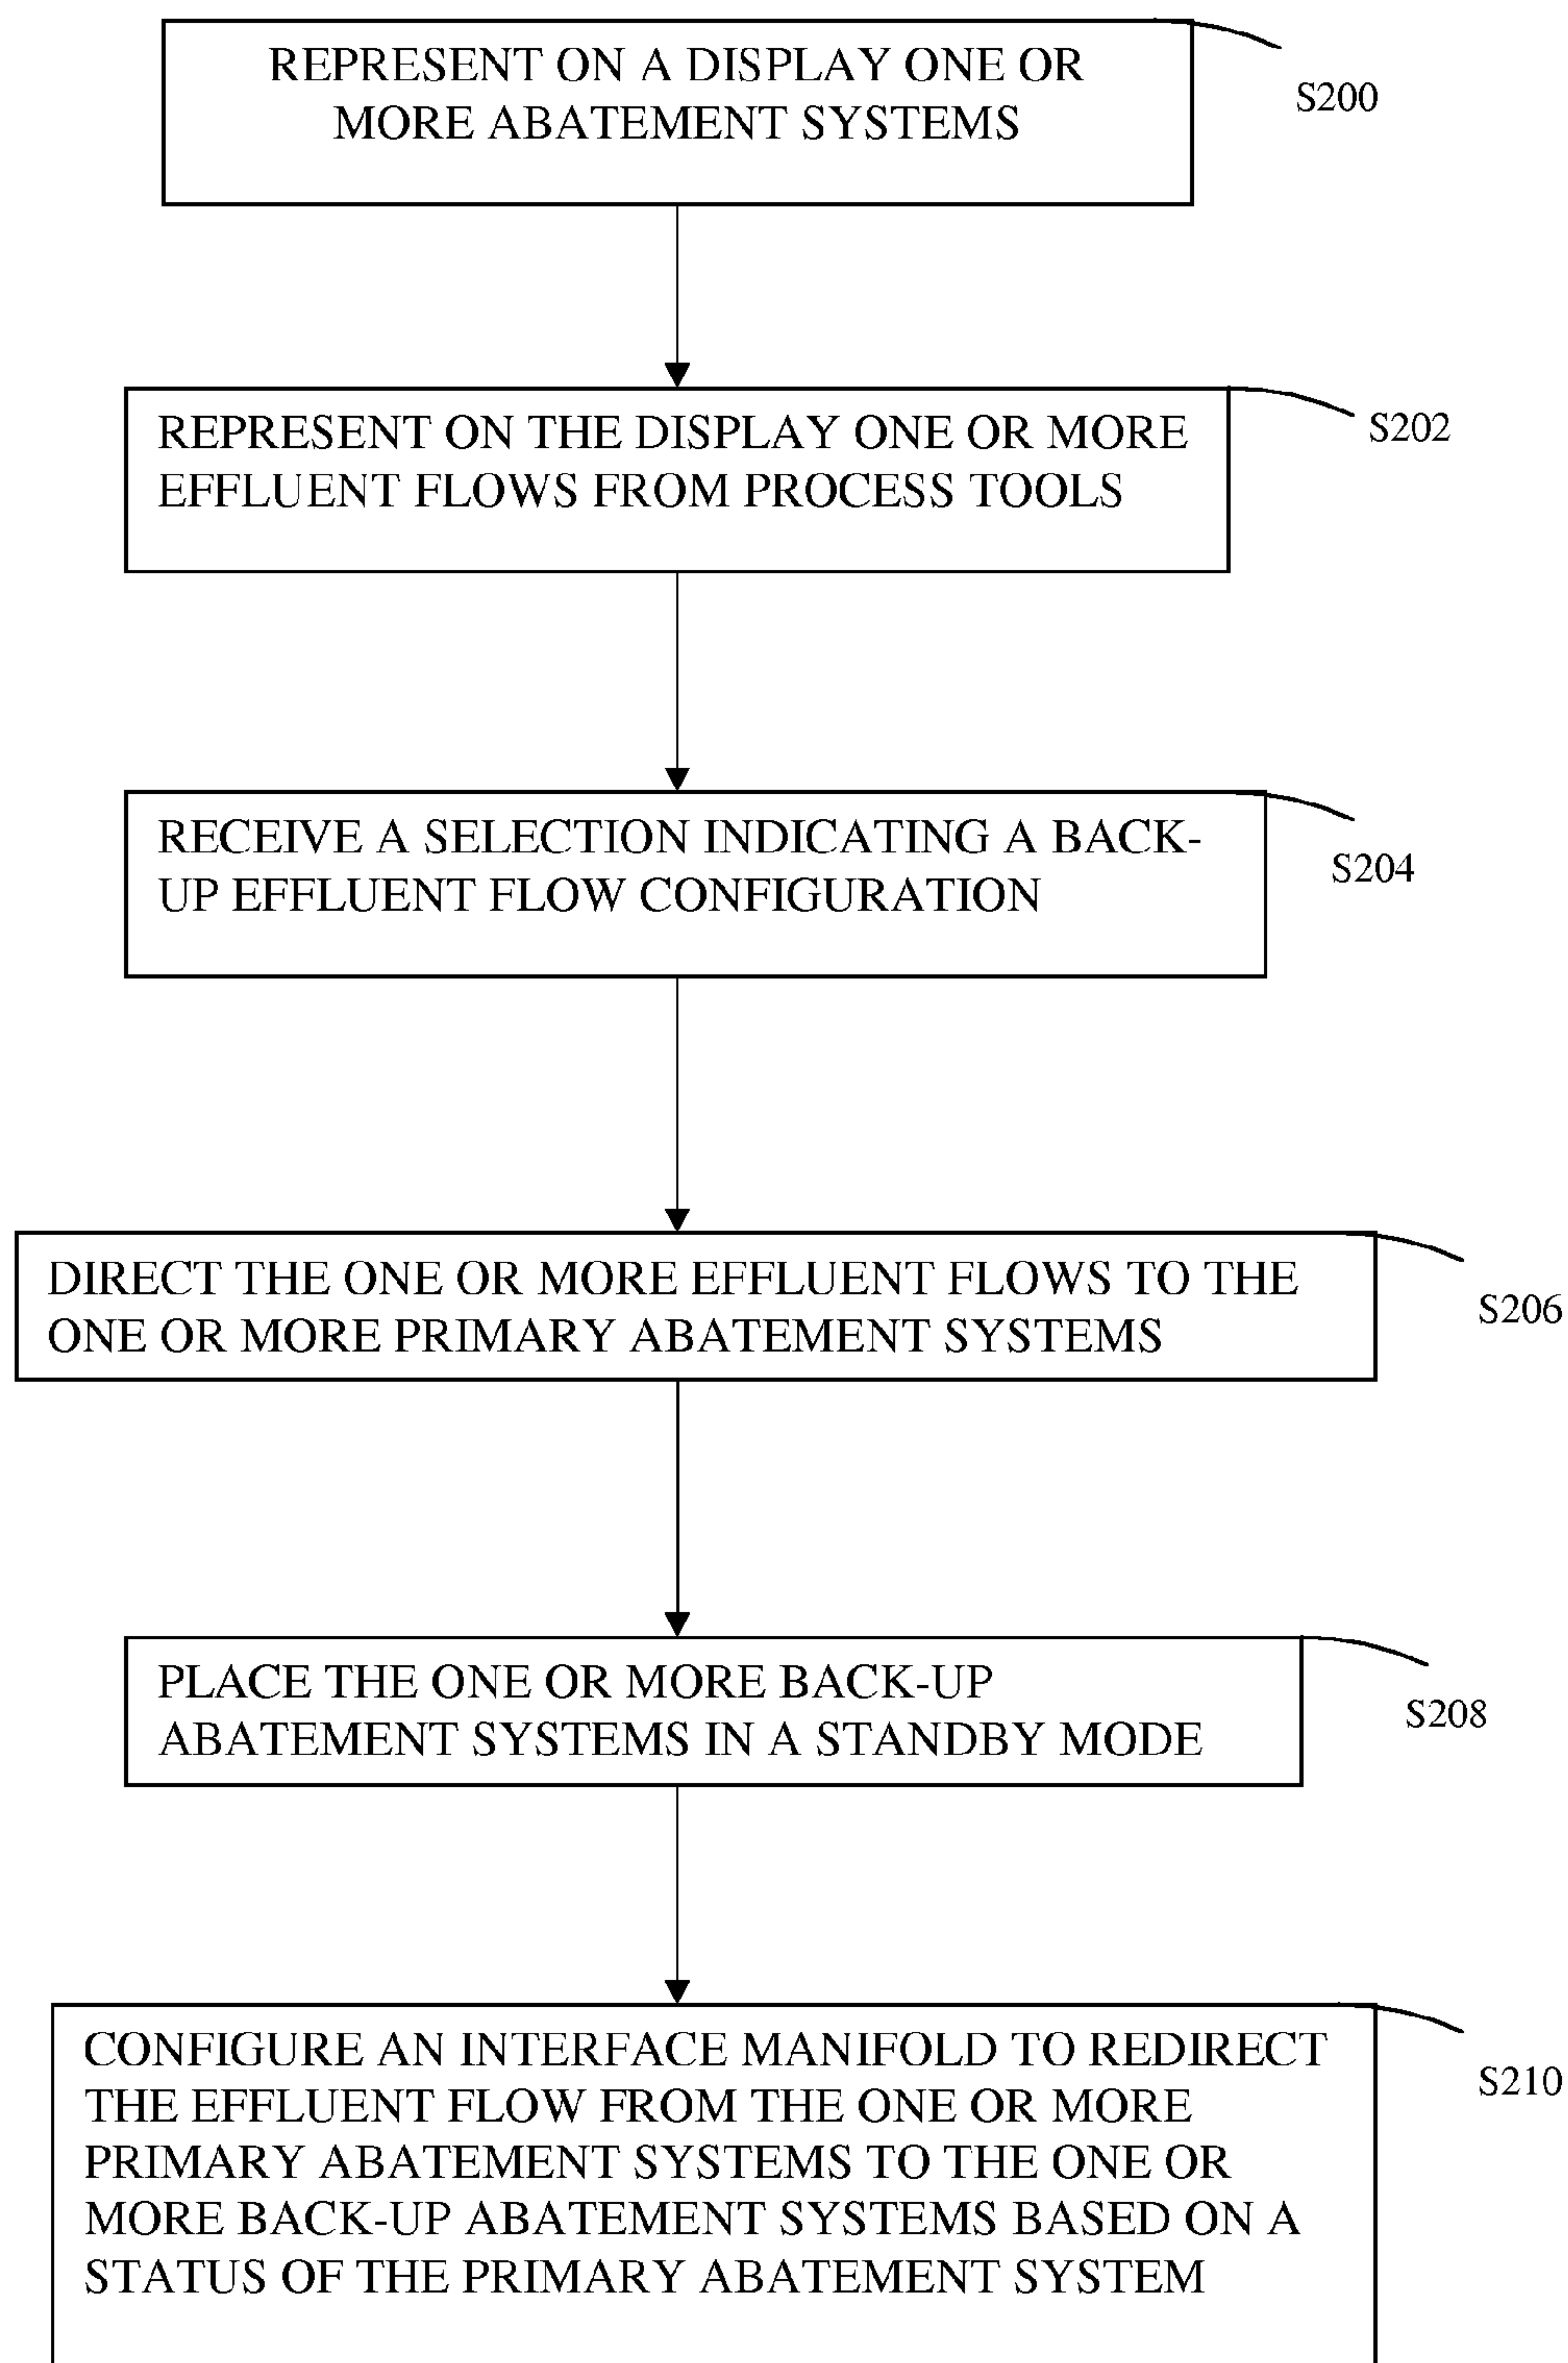 REPRESENT ON A DISPLAY ONE OR
MORE ABATEMENT SYSTEMS
S200
REPRESENT ON THE DISPLAY ONE OR MORE
EFFLUENT FLOWS FROM PROCESS TOOLS
S202
RECEIVE A SELECTION INDICATING A BACK-
UP EFFLUENT FLOW CONFIGURATION
S204
DIRECT THE ONE OR MORE EFFLUENT FLOWS TO THE
ONE OR MORE PRIMARY ABATEMENT SYSTEMS
S206
PLACE THE ONE OR MORE BACK-UP
ABATEMENT SYSTEMS IN A STANDBY MODE
S208
CONFIGURE AN INTERFACE MANIFOLD TO REDIRECT
THE EFFLUENT FLOW FROM THE ONE OR MORE
PRIMARY ABATEMENT SYSTEMS TO THE ONE OR
MORE BACK-UP ABATEMENT SYSTEMS BASED ON A
STATUS OF THE PRIMARY ABATEMENT SYSTEM
S210